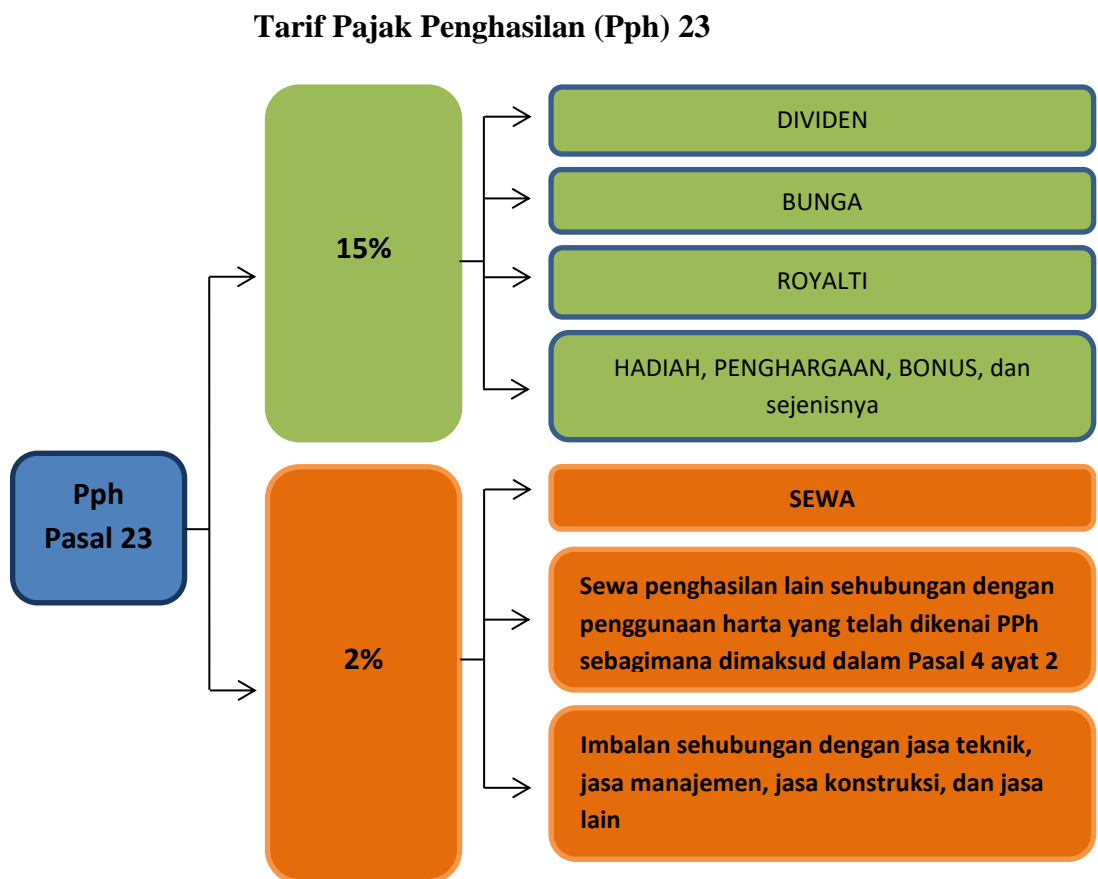 Tarif Pajak Penghasilan (Pph) 23
Pph
Pasal 23
15%
DIVIDEN
BUNGA
ROYALTI
HADIAH, PENGHARGAAN, BONUS, dan
sejenisnya
2%
SEWA
Sewa penghasilan lain sehubungan dengan
penggunaan harta yang telah dikenai PPh
sebagimana dimaksud dalam Pasal 4 ayat 2
Imbalan sehubungan dengan jasa teknik,
jasa manajemen, jasa konstruksi, dan jasa
lain